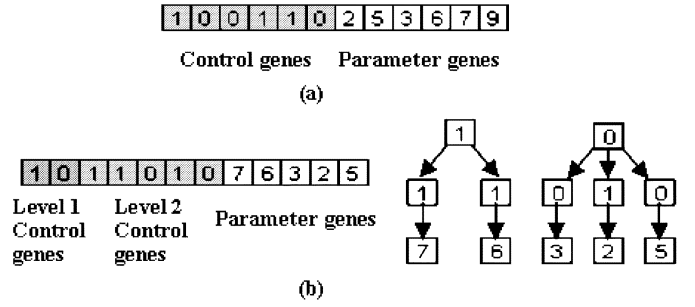 1 0 0 1 1 0 2 5 3 6 7 9
Control genes Parameter genes
(a)
1 0 1 1 0 1 0 7 6 3 2 5
Level 1
Control
genes
Level 2
Control
genes
Parameter genes
1 0
1 1 0 1 0
7 6 3 2 5
(b)